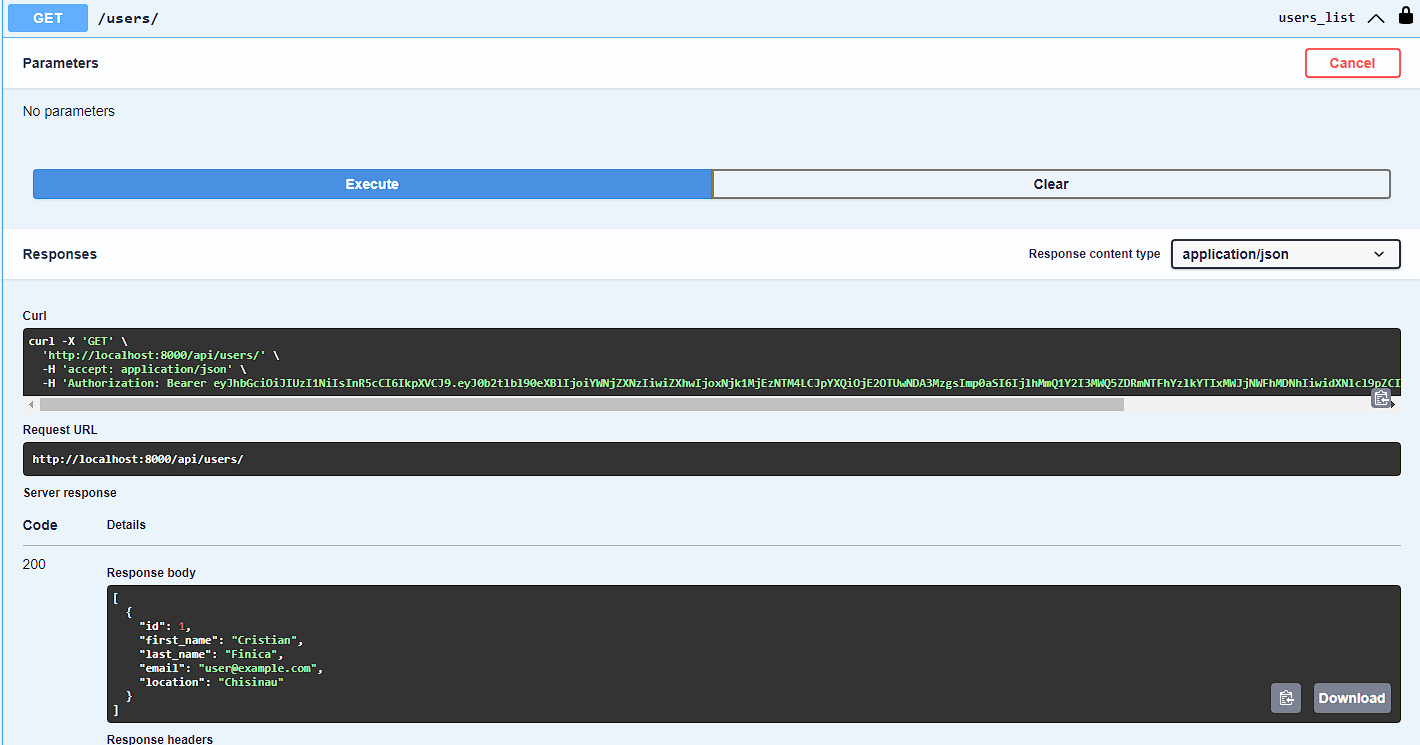 GET /users/ users_list
Parameters Cancel
No parameters
Execute Clear
Responses Response content type application/json
Curl
curl -X 'GET' \
'http://localhost:8000/api/users/' \
-H 'accept: application/json' \
-H 'Authorization: Bearer
Request URL
http://localhost:8000/api/users/
Server response
Code Details
200
Response body
[
{
"id": 1,
"first_name": "Cristian",
"last_name": "Finica",
"email": "user@example.com",
"location": "Chisinau"
}
]
Download
Response headers